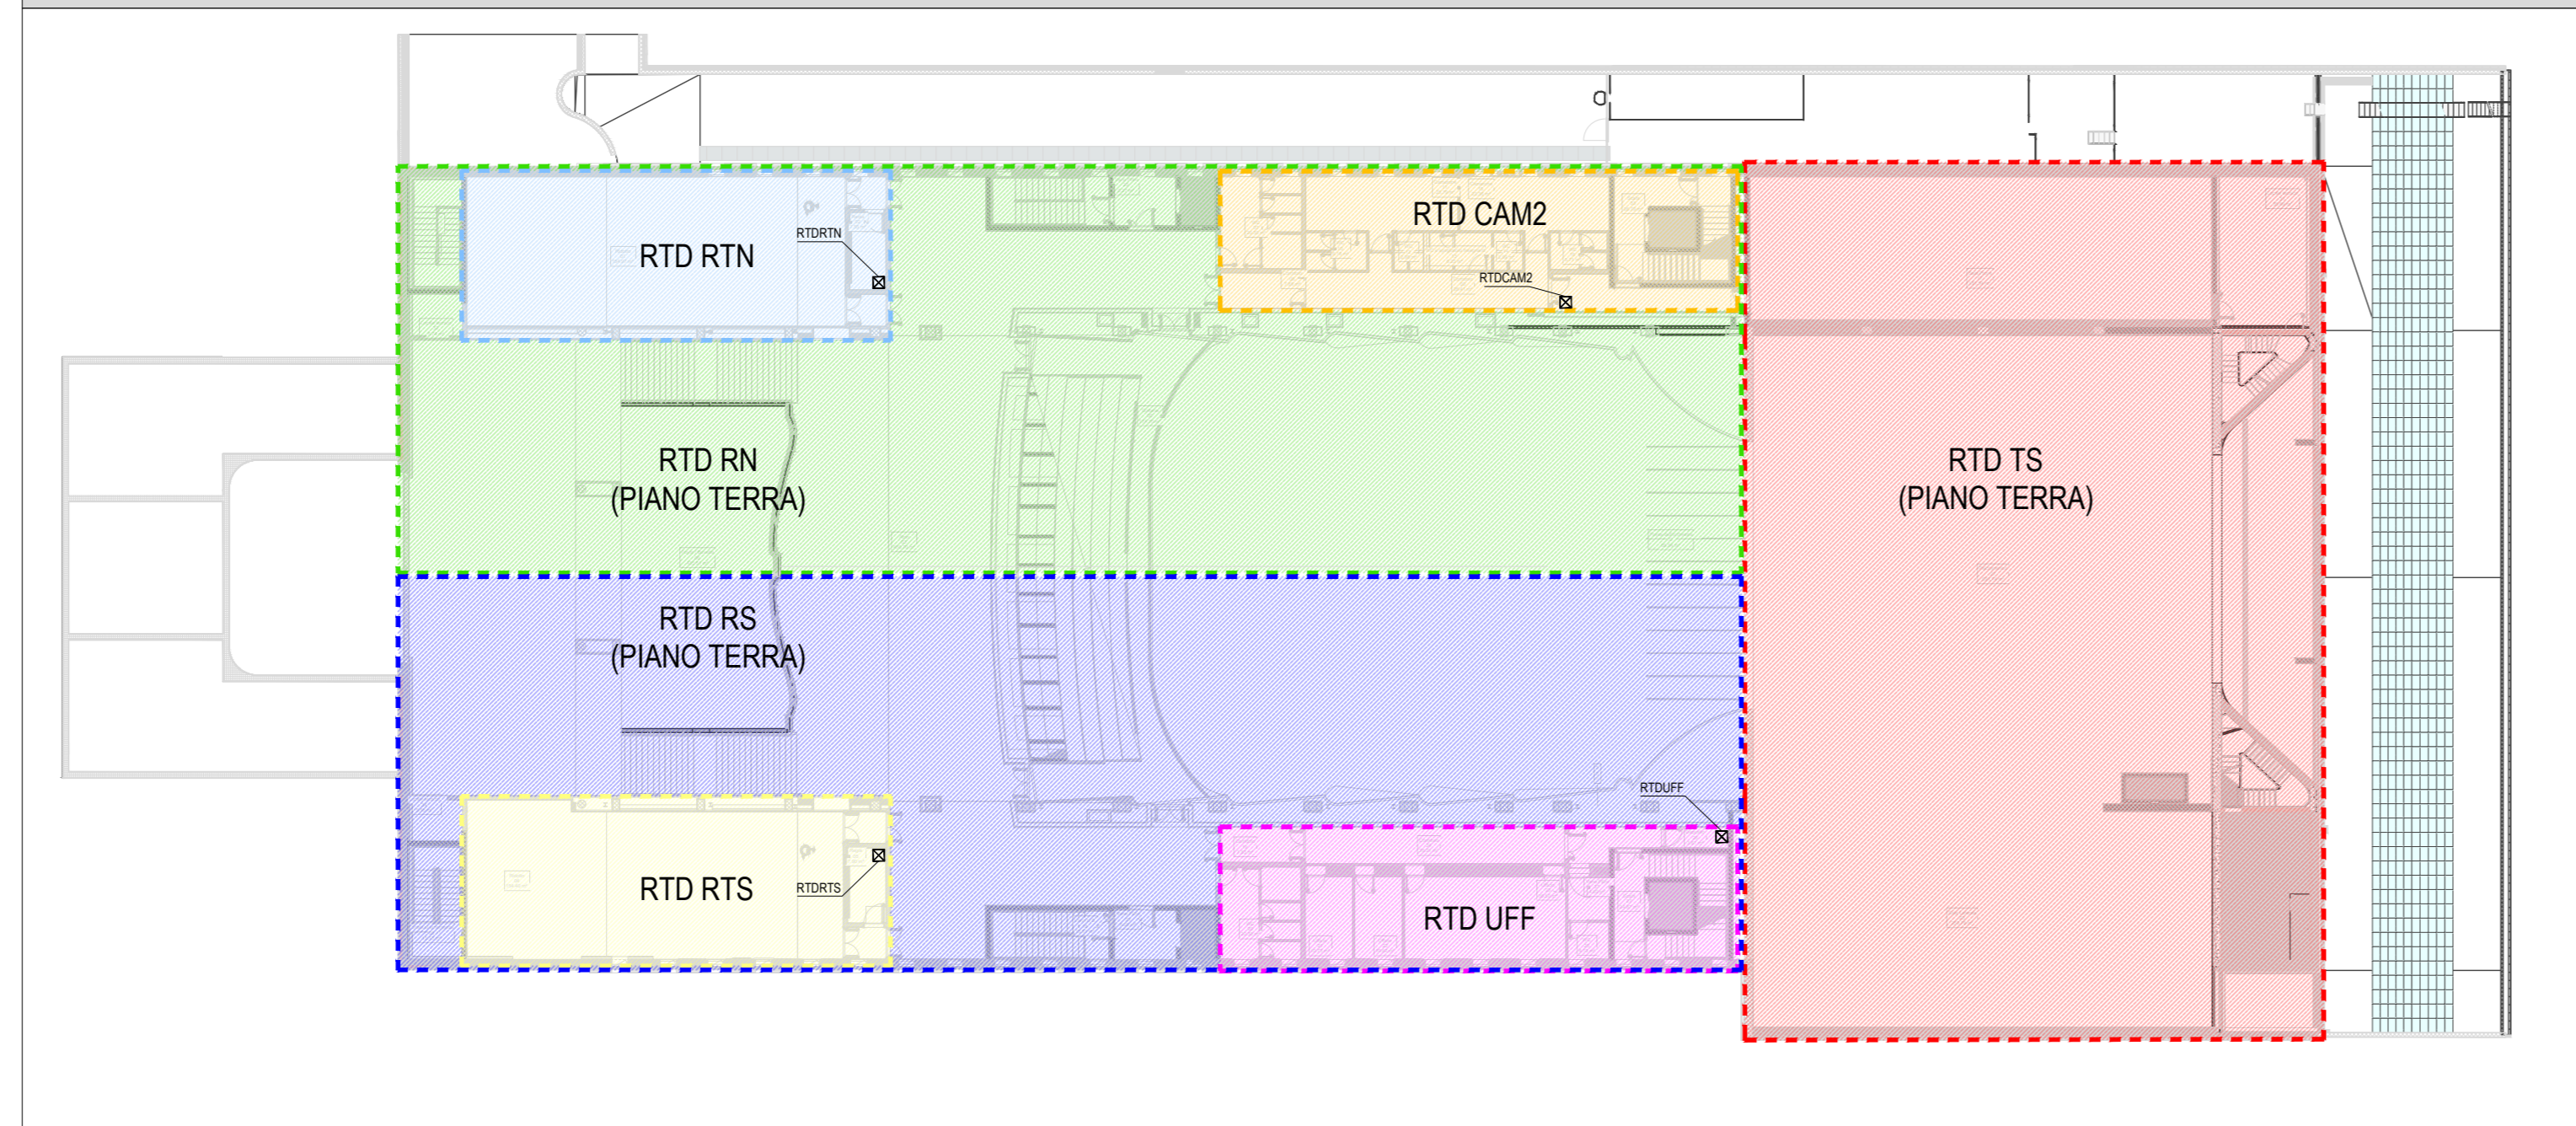 RTD CAM2
RTDRTN
RTD RTN
RTDCAM2
RTD RN
(PIANO TERRA)
RTD TS
(PIANO TERRA)
RTD RS
(PIANO TERRA)
RTDUFF
RTD RTS
RTDRTS
RTD UFF